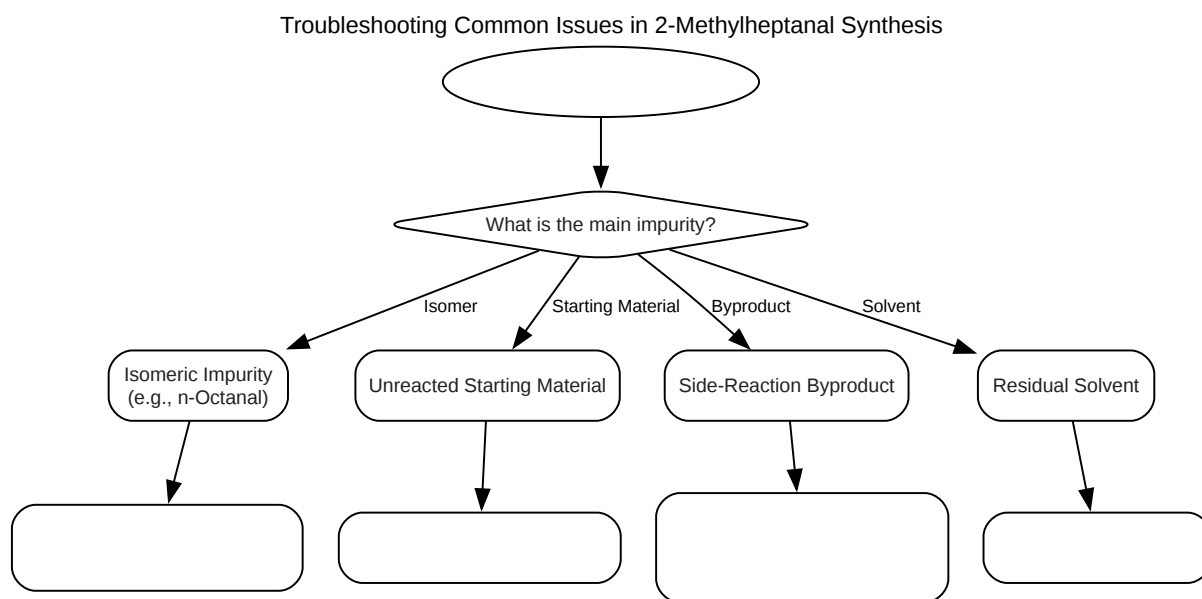 Troubleshooting Common Issues in 2-Methylheptanal Synthesis
What is the main impurity?
Isomer
Starting Material
Byproduct
Solvent
Isomeric Impurity
(e.g., n-Octanal)
Unreacted Starting Material
Side-Reaction Byproduct
Residual Solvent